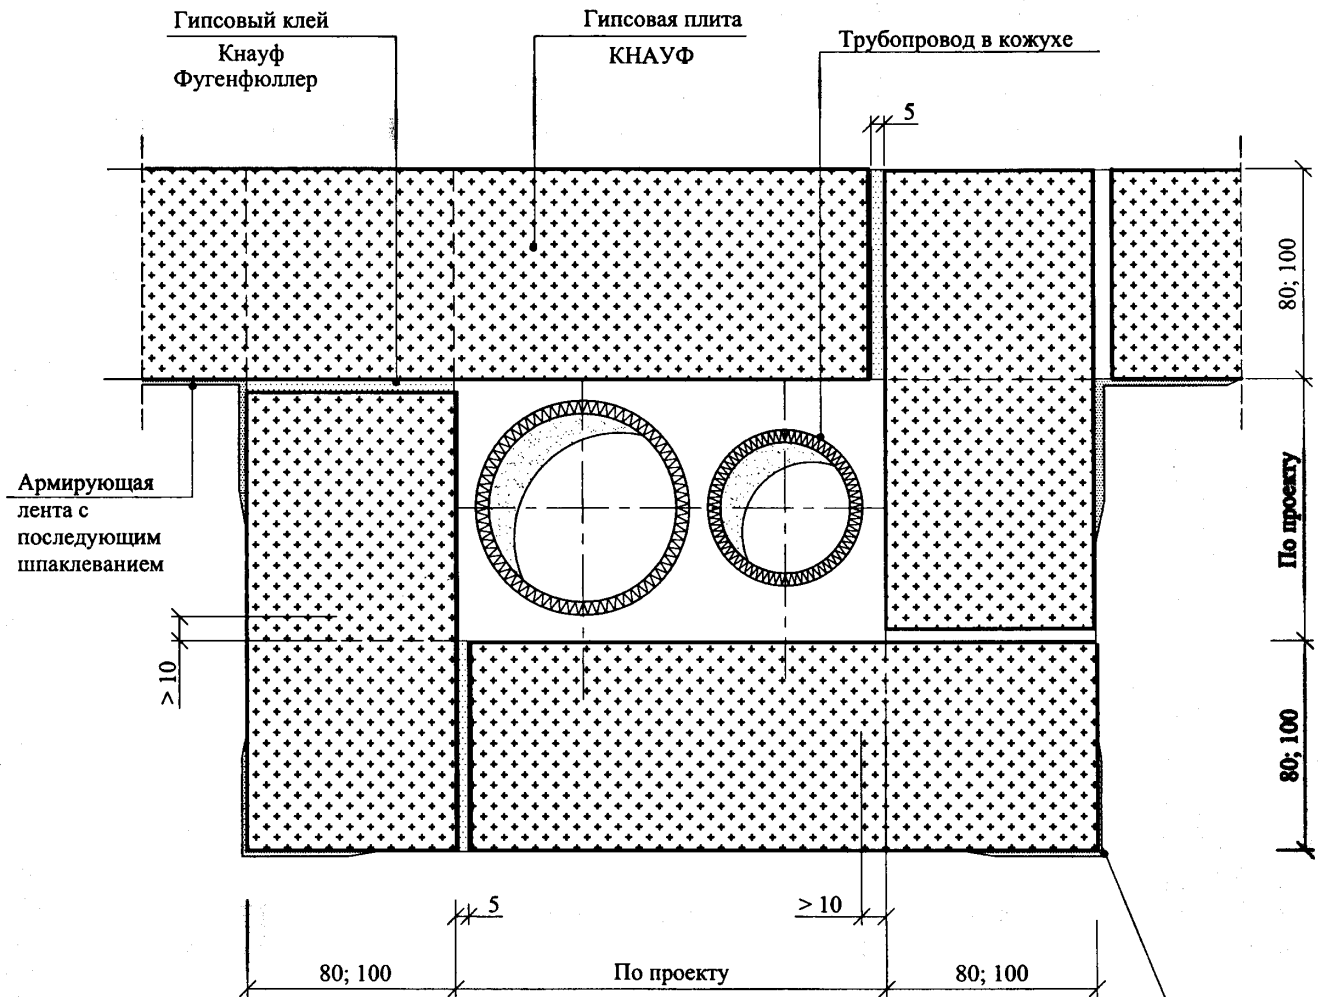 Гипсовый клей
Кнауф
Фугенфюллер
Гипсовая плита
КНАУФ
Трубопровод в кожухе
5
80; 100
Армирующая
лента с
последующим
шпаклеванием
По проекту
> 10
80; 100
5
> 10
80; 100
По проекту
80; 100